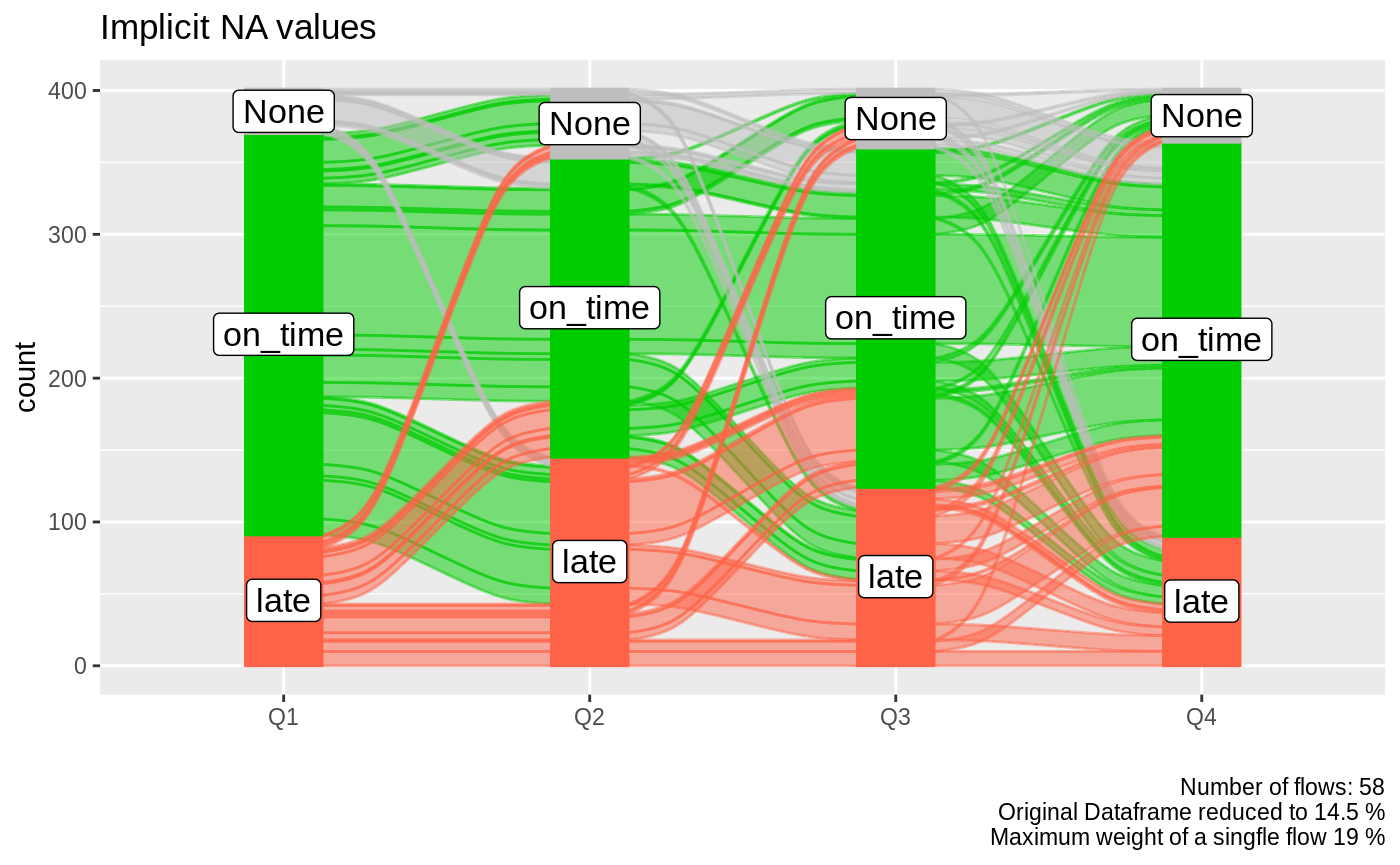 Implicit NA values
400
300
200
100
0
count
None
on_time
late
None
on_time
late
None
on_time
late
None
on_time
late
Q1
Q2
Q3
Q4
Number of flows: 58
Original Dataframe reduced to 14.5 %
Maximum weight of a singfle flow 19 %